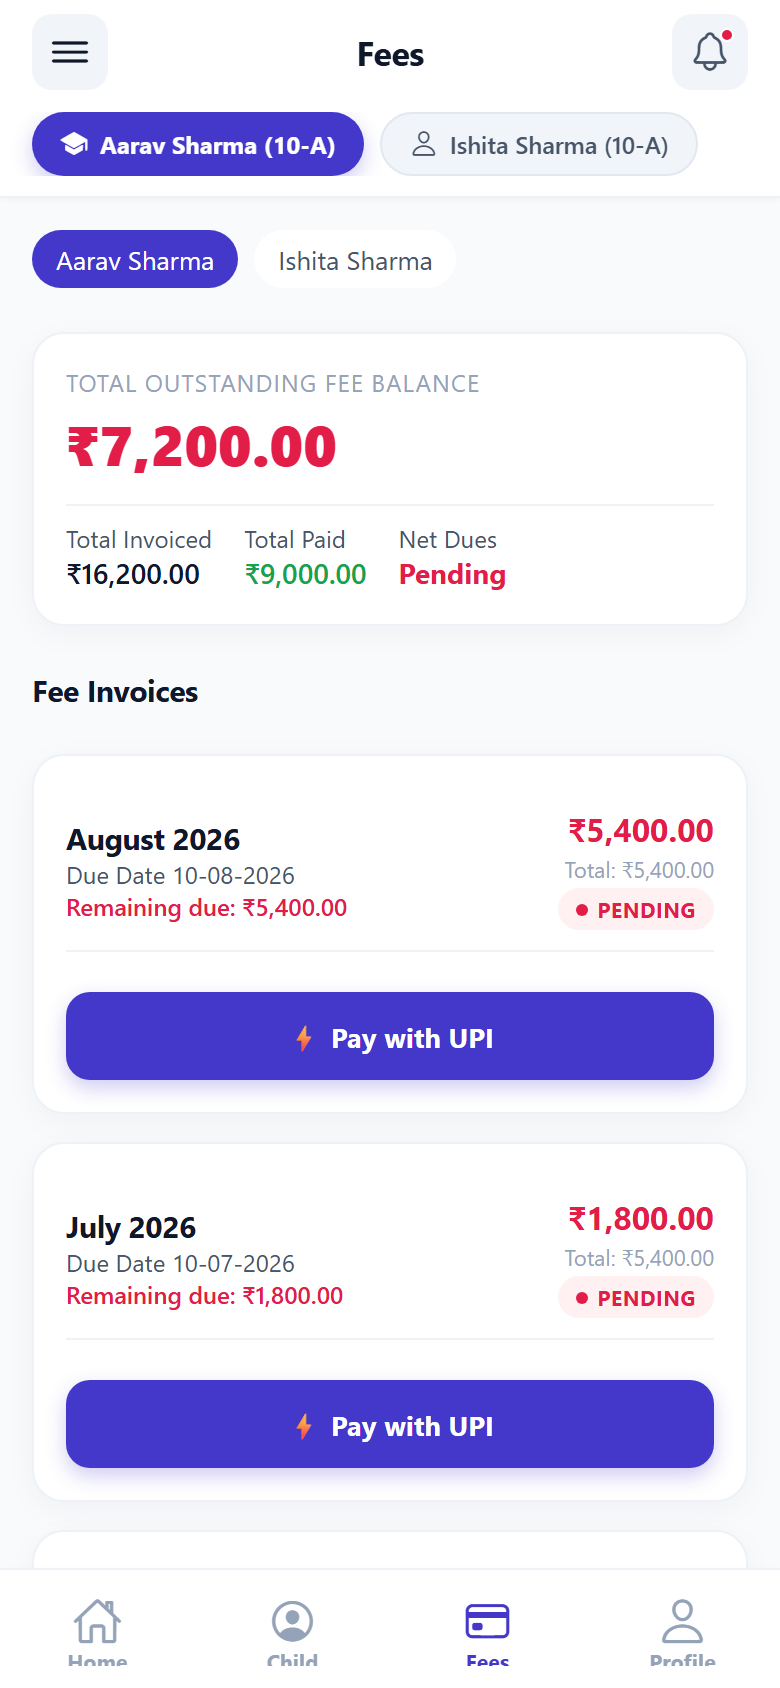 Fees
Aarav Sharma (10-A)
Ishita Sharma (10-A)
Aarav Sharma
Ishita Sharma
TOTAL OUTSTANDING FEE BALANCE
₹7,200.00
Total Invoiced Total Paid Net Dues
₹16,200.00 ₹9,000.00 Pending
Fee Invoices
August 2026
Due Date 10-08-2026
Remaining due: ₹5,400.00
₹5,400.00
Total: ₹5,400.00
PENDING
Pay with UPI
July 2026
Due Date 10-07-2026
Remaining due: ₹1,800.00
₹1,800.00
Total: ₹5,400.00
PENDING
Pay with UPI
Home Child Fees Profile